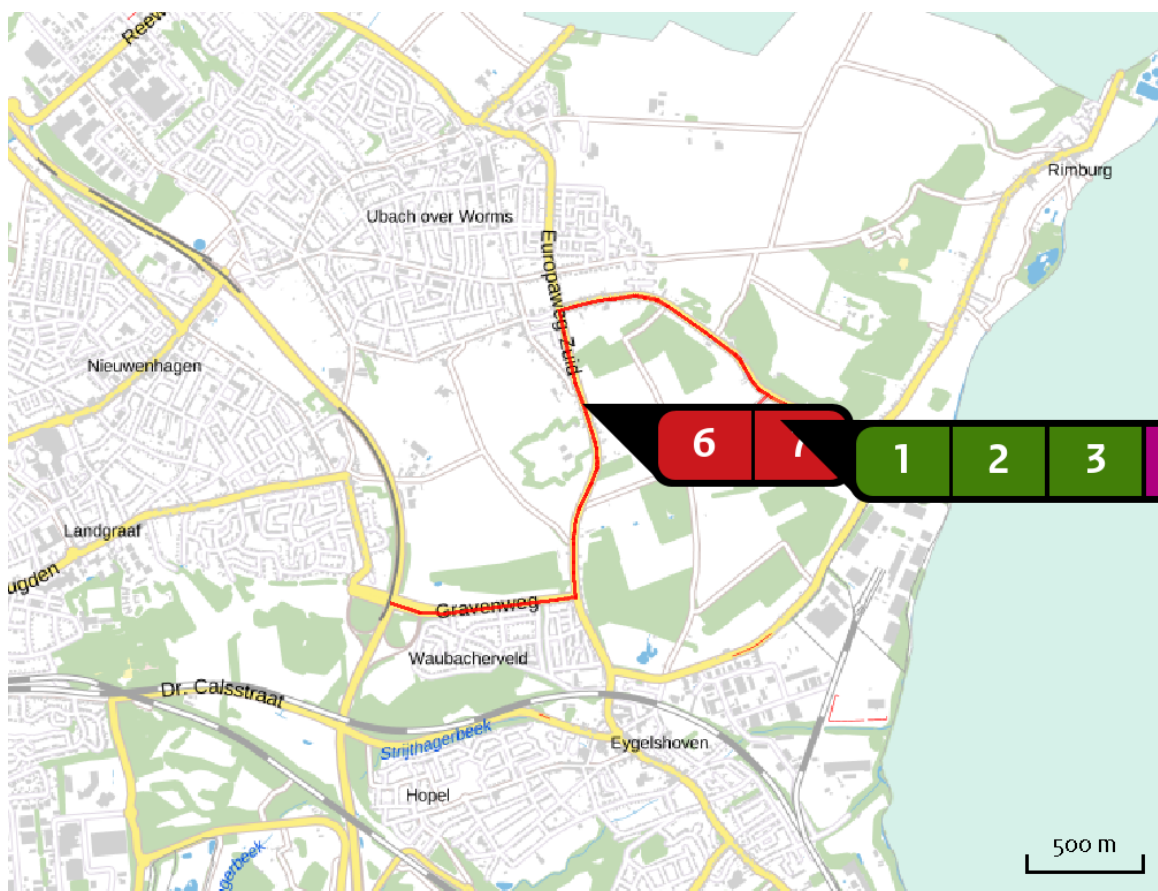 Reew
Rimburg
Ubach over Worms
Europaweg Zuid
Nieuwenhagen
6 7
1 2 3
Landgraaf
ugden
Gravenweg
Waubacherveld
Dr. Calsstraat
Strijthagerbeek
Eygelshoven
Hopel
agerbeek
500 m